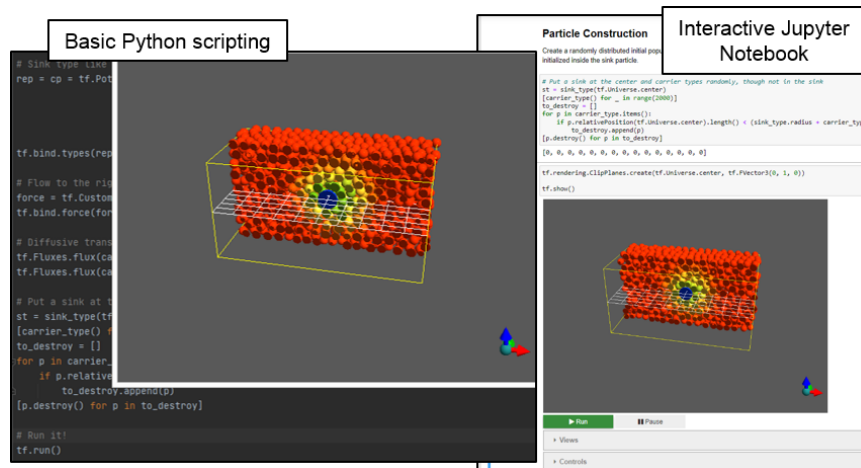 Basic Python scripting
# Sink type like
rep = cp = tf.Pot
tf.bind.types(rep
# Flow to the rig
force = tf.Custom
tf.bind.force(for
# Diffusive trans
tf.Fluxes.flux(ca
tf.Fluxes.flux(ca
# Put a sink at t
st = sink_type(tf
[carrier_type() f
to_destroy = []
for p in carrier_
if p.relative
to_destroy.append(p)
[p.destroy() for p in to_destroy]
# Run it!
tf.run()
Interactive Jupyter
Notebook
Particle Construction
Create a randomly distributed initial popu
initialized inside the sink particle.
# Put a sink at the center and carrier types randomly, though not in the sink
st = sink_type(tf.Universe.center)
[carrier_type() for _ in range(2000)]
to_destroy = []
for p in carrier_type.items():
if p.relativePosition(tf.Universe.center).length() < (sink_type.radius + carrier_type
to_destroy.append(p)
[p.destroy() for p in to_destroy]
[0, 0, 0, 0, 0, 0, 0, 0, 0, 0, 0, 0, 0, 0, 0]
tf.rendering.ClipPlanes.create(tf.Universe.center, tf.FVector3(0, 1, 0))
tf.show()
Run
Pause
Views
Controls